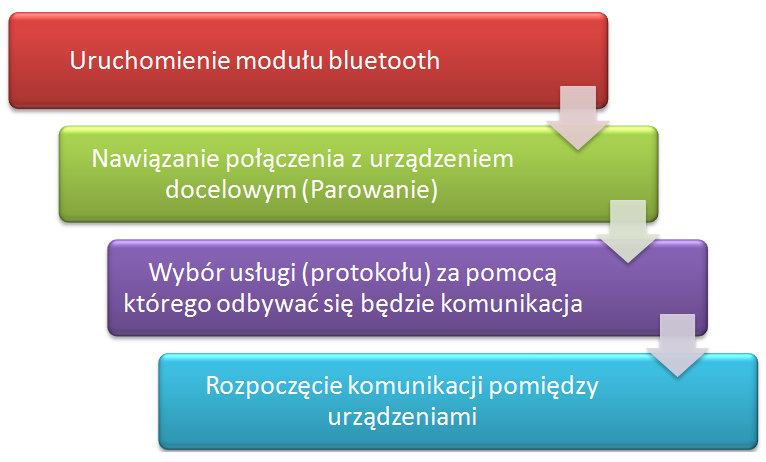 Uruchomienie modułu bluetooth
Nawiązanie połączenia z urządzeniem
docelowym (Parowanie)
Wybór usługi (protokołu) za pomocą
którego odbywać się będzie komunikacja
Rozpoczęcie komunikacji pomiędzy
urządzeniami